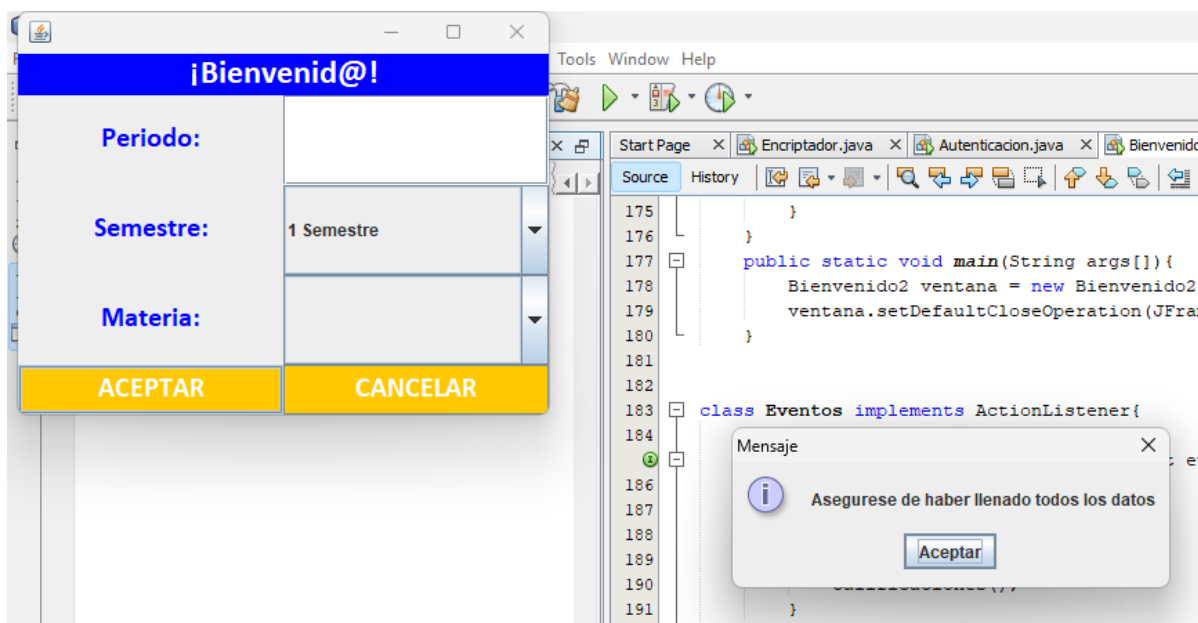 ¡Bienvenid@!
Periodo:
Semestre:
1 Semestre
Materia:
ACEPTAR
CANCELAR
Tools Window Help
Start Page
Encriptador.java
Autenticacion.java
Bienvenido
Source
History
175 }
176 }
177 public static void main(String args[]){
178 Bienvenido2 ventana = new Bienvenido2
179 ventana.setDefaultCloseOperation(JFra
180 }
181
182
183 class Eventos implements ActionListener{
184
186
187
188
189
190
191 }
Mensaje
Asegurese de haber llenado todos los datos
Aceptar